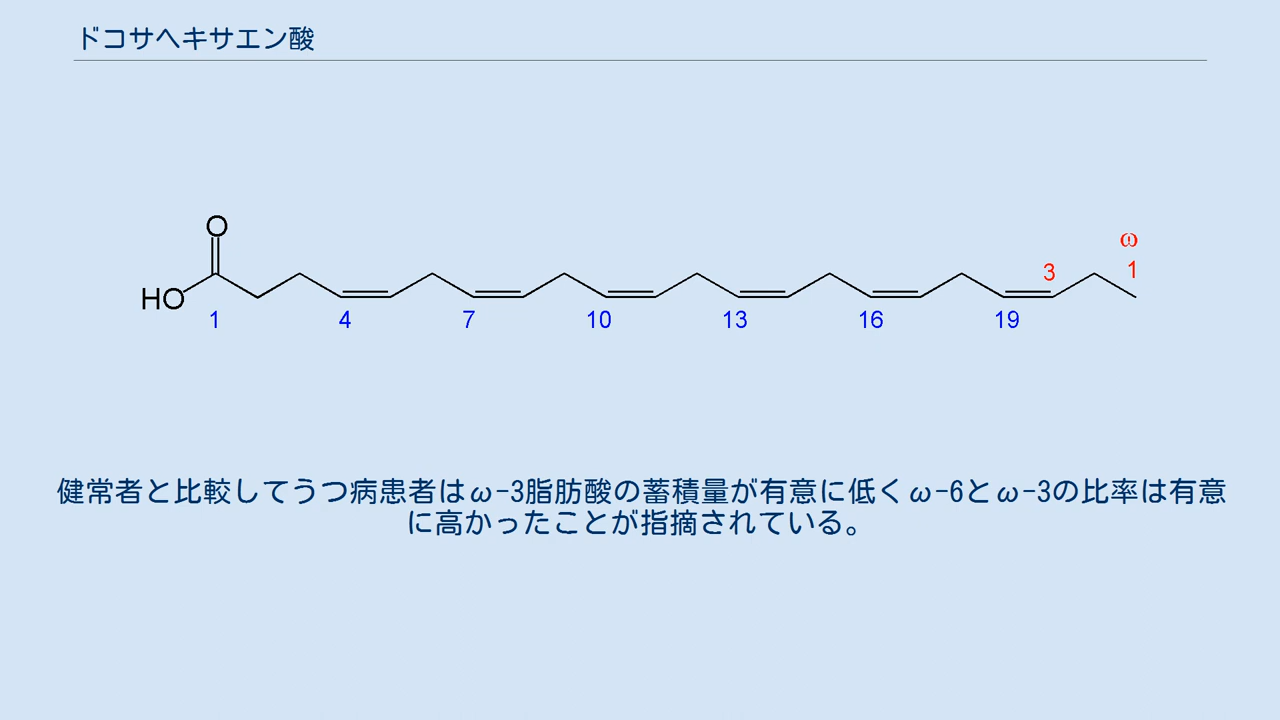 ドコサヘキサエン酸
O
ω
3 1
HO
1 4 7 10 13 16 19
健常者と比較してうつ病患者はω-3脂肪酸の蓄積量が有意に低くω-6とω-3の比率は有意
に高かったことが指摘されている。